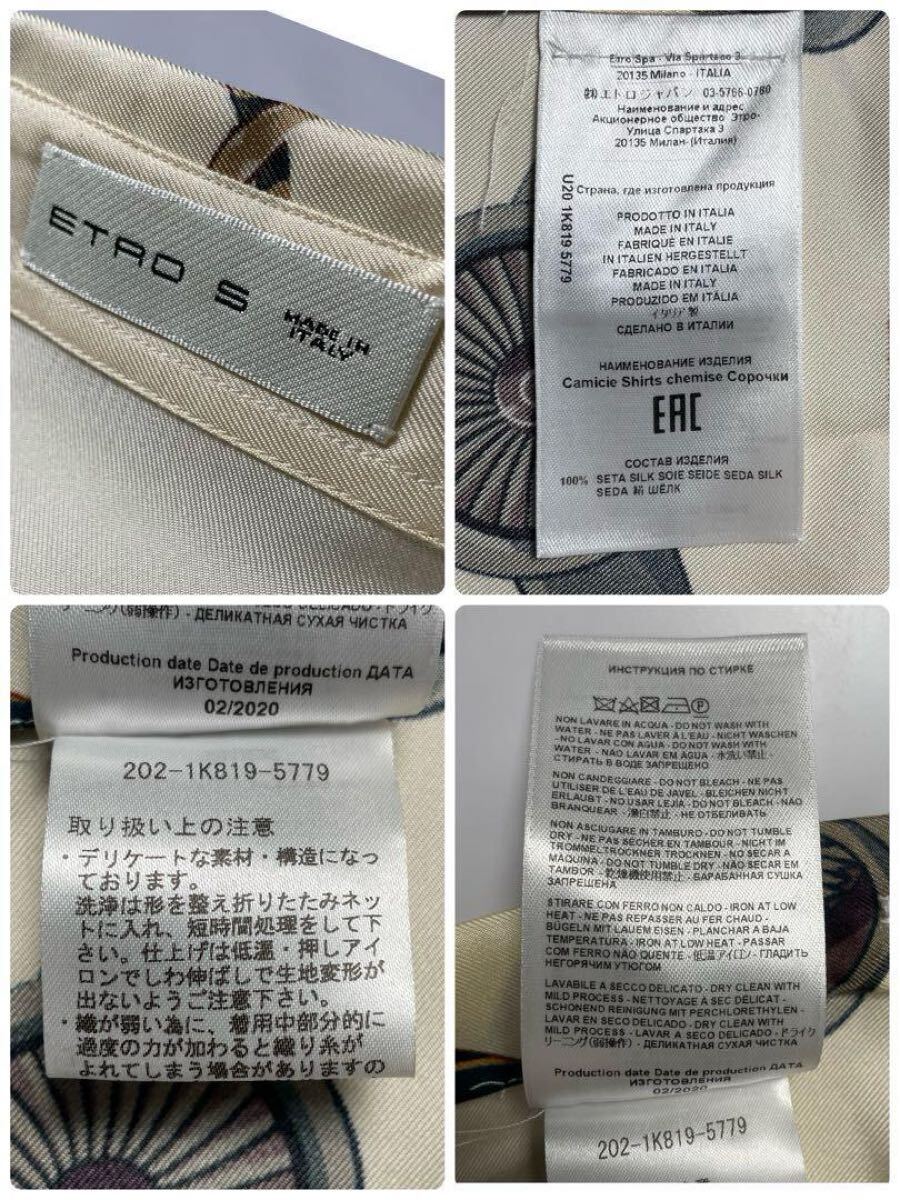 ETRO S
MADE IN
ITALY
Etro Spa - Via Spartaco 3
20135 Milano - ITALIA
㈱エトロジャパン 03-5766-0780
Наименование и адрес
Акционерное общество Этро-
Улица Спартака 3
20135 Милан- (Италия)
U20 1K819 5779
Страна, где изготовлена продукция
PRODOTTO IN ITALIA
MADE IN ITALY
FABRIQUÉ EN ITALIE
IN ITALIEN HERGESTELLT
FABRICADO EN ITALIA
MADE IN ITALY
PRODUZIDO EM ITÁLIA
イタリア製
СДЕЛАНО В ИТАЛИИ
НАИМЕНОВАНИЕ ИЗДЕЛИЯ
Camicie Shirts chemise Сорочки
EAC
СОСТАВ ИЗДЕЛИЯ
100% SETA SILK SOIE SEIDE SEDA SILK
SEDA 絹 ШЁЛК
リーニング(弱操作) - ДЕЛИКАТНАЯ СУХАЯ ЧИСТКА
Production date Date de production ДАТА
ИЗГОТОВЛЕНИЯ
02/2020
202-1K819-5779
取り扱い上の注意
・デリケートな素材・構造になっ
ております。
洗浄は形を整え折りたたみネッ
トに入れ、短時間処理をして下
さい。仕上げは低温・押しアイ
ロンでしわ伸ばしで生地変形が
出ないようご注意下さい。
・織が弱い為に、着用中部分的に
過度の力が加わると織り糸が
よれてしまう場合がありますの
ИНСТРУКЦИЯ ПО СТИРКЕ
NON LAVARE IN ACQUA - DO NOT WASH WITH
WATER - NE PAS LAVER À L'EAU - NICHT WASCHEN
- NO LAVAR CON AGUA - DO NOT WASH WITH
WATER - NÃO LAVAR EM ÁGUA - 水洗い禁止 -
СТИРАТЬ В ВОДЕ ЗАПРЕЩЕНО
NON CANDEGGIARE - DO NOT BLEACH - NE PAS
UTILISER DE L'EAU DE JAVEL - BLEICHEN NICHT
ERLAUBT - NO USAR LEJÍA - DO NOT BLEACH - NÃO
BRANQUEAR - 漂白禁止 - НЕ ОТБЕЛИВАТЬ
NON ASCIUGARE IN TAMBURO - DO NOT TUMBLE
DRY - NE PAS SÉCHER EN TAMBOUR - NICHT IM
TROMMELTROCKNER TROCKNEN - NO SECAR A
MÁQUINA - DO NOT TUMBLE DRY - NÃO SECAR EM
TAMBOR - 乾燥機使用禁止 - БАРАБАННАЯ СУШКА
ЗАПРЕЩЕНА
STIRARE CON FERRO NON CALDO - IRON AT LOW
HEAT - NE PAS REPASSER AU FER CHAUD -
BÜGELN MIT LAUEM EISEN - PLANCHAR A BAJA
TEMPERATURA - IRON AT LOW HEAT - PASSAR
COM FERRO NÃO QUENTE - 低温アイロン - ГЛАДИТЬ
НЕГОРЯЧИМ УТЮГОМ
LAVABILE A SECCO DELICATO - DRY CLEAN WITH
MILD PROCESS - NETTOYAGE A SEC DELICAT -
SCHONEND REINIGUNG MIT PERCHLORETHYLEN -
LAVAR EN SECO DELICADO - DRY CLEAN WITH
MILD PROCESS - LAVAR A SECO DELICADO - ドライク
リーニング(弱操作) - ДЕЛИКАТНАЯ СУХАЯ ЧИСТКА
Production date Date de production ДАТА
ИЗГОТОВЛЕНИЯ
02/2020
202-1K819-5779